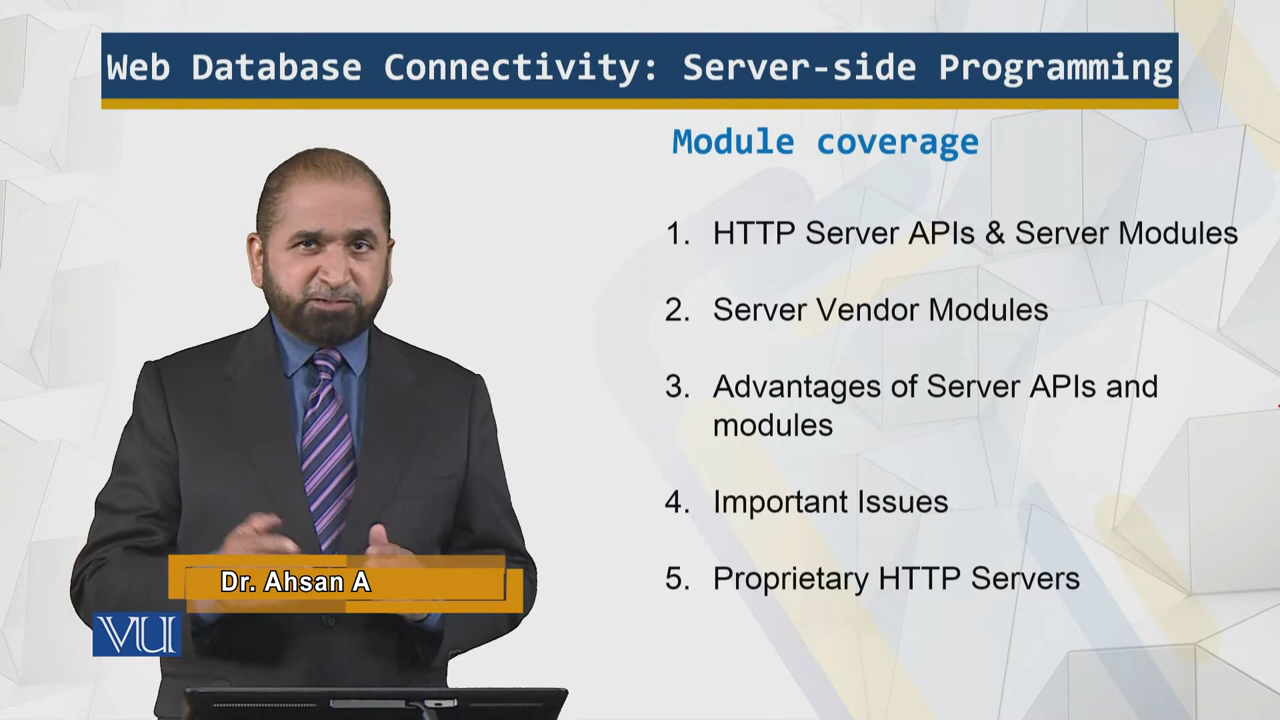 Web Database Connectivity: Server-side Programming
Module coverage
1. HTTP Server APIs & Server Modules
2. Server Vendor Modules
3. Advantages of Server APIs and
modules
4. Important Issues
5. Proprietary HTTP Servers
Dr. Ahsan A
VU